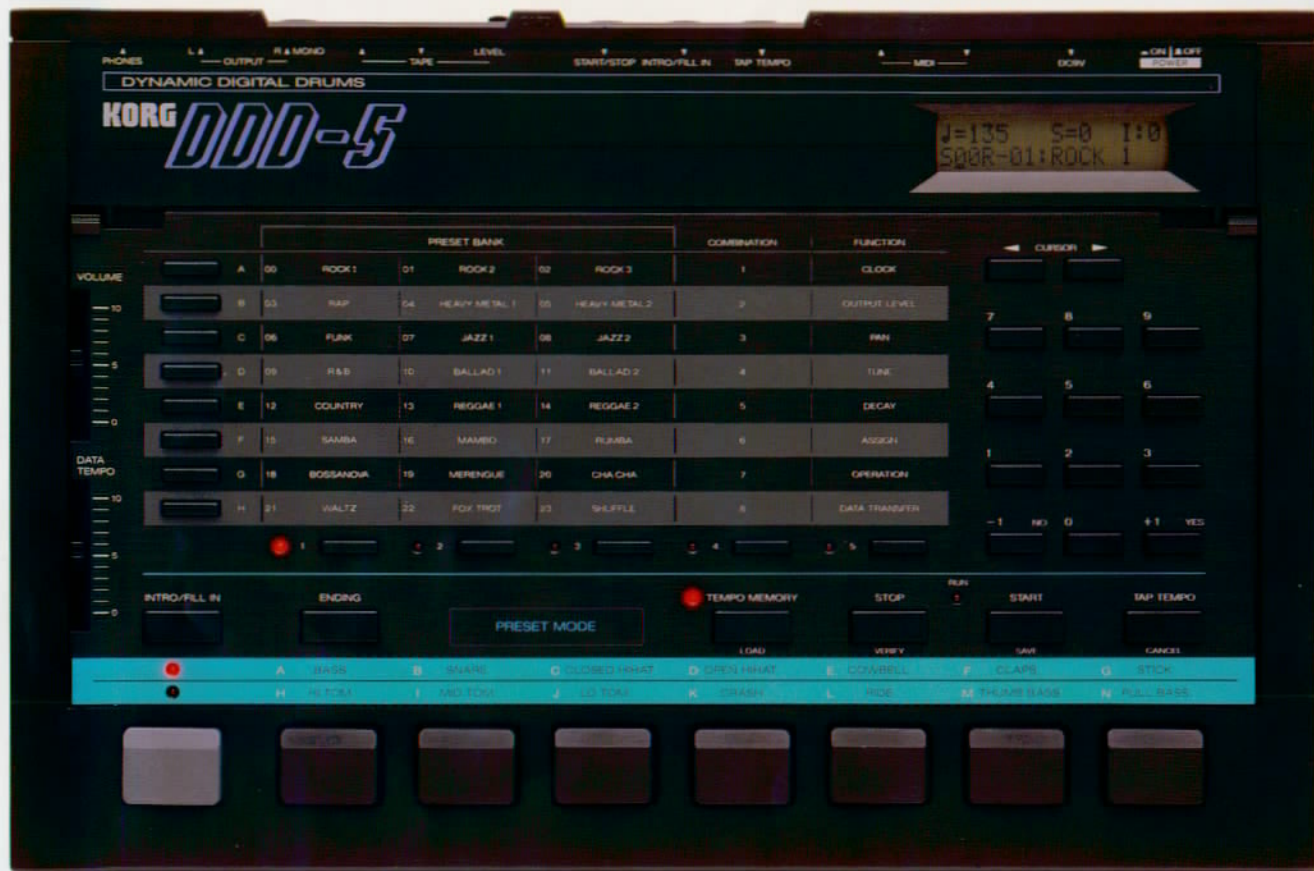 PHONES L OUTPUT R MONO TAPE LEVEL START/STOP INTRO/FILL IN TAP TEMPO MIDI DC9V ON OFF POWER
DYNAMIC DIGITAL DRUMS
KORG DDD-5
♩=135 S=0 I:0
S00R-01:ROCK 1
PRESET BANK COMBINATION FUNCTION
◄ CURSOR ►
VOLUME
10
5
0
A 00 ROCK 1 01 ROCK 2 02 ROCK 3 1 CLOCK
B 03 RAP 04 HEAVY METAL 1 05 HEAVY METAL 2 2 OUTPUT LEVEL
7 8 9
C 06 FUNK 07 JAZZ 1 08 JAZZ 2 3 PAN
D 09 R&B 10 BALLAD 1 11 BALLAD 2 4 TUNE
4 5 6
E 12 COUNTRY 13 REGGAE 1 14 REGGAE 2 5 DECAY
F 15 SAMBA 16 MAMBO 17 RUMBA 6 ASSIGN
1 2 3
DATA
TEMPO
10
5
0
G 18 BOSSANOVA 19 MERENGUE 20 CHA CHA 7 OPERATION
H 21 WALTZ 22 FOX TROT 23 SHUFFLE 8 DATA TRANSFER
-1 NO 0 +1 YES
1 2 3 4 5
INTRO/FILL IN ENDING PRESET MODE TEMPO MEMORY STOP RUN START TAP TEMPO
LOAD VERIFY SAVE CANCEL
A BASS B SNARE C CLOSED HIHAT D OPEN HIHAT E COWBELL F CLAPS G STICK
H HI TOM I MID TOM J LO TOM K CRASH L RIDE M THUMB BASS N PULL BASS